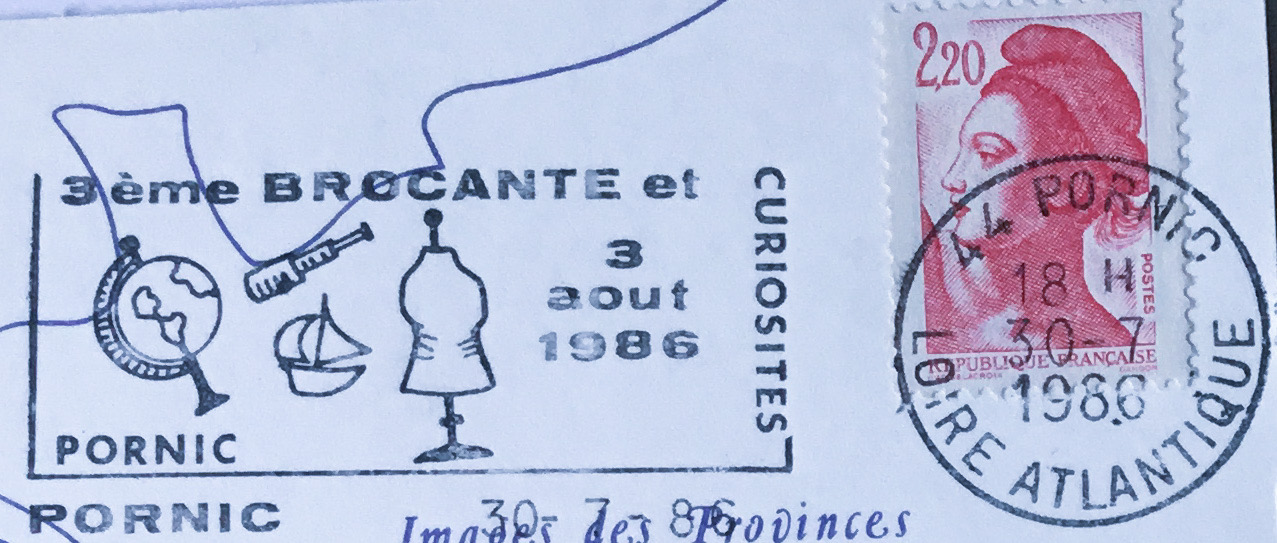 3ème BROCANTE et
CURIOSITES
3
aout
1986
PORNIC
PORNIC 30-7-86
Images des Provinces
2,20
POSTES
REPUBLIQUE FRANÇAISE
44 PORNIC
18 H
30-7
1986
LOIRE ATLANTIQUE